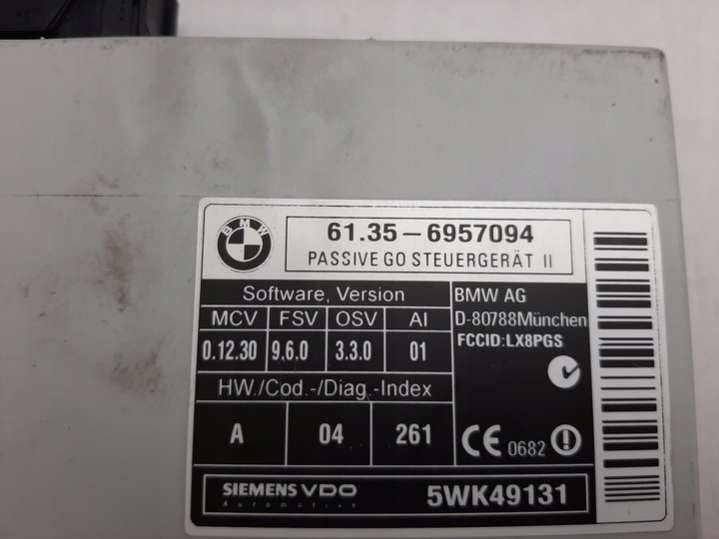 BMW
61.35 – 6957094
PASSIVE GO STEUERGERÄT II
Software, Version
MCV FSV OSV AI
0.12.30 9.6.0 3.3.0 01
HW./Cod.-/Diag.-Index
A 04 261
BMW AG
D-80788München
FCCID:LX8PGS
CE 0682
SIEMENS VDO
Automotive
5WK49131